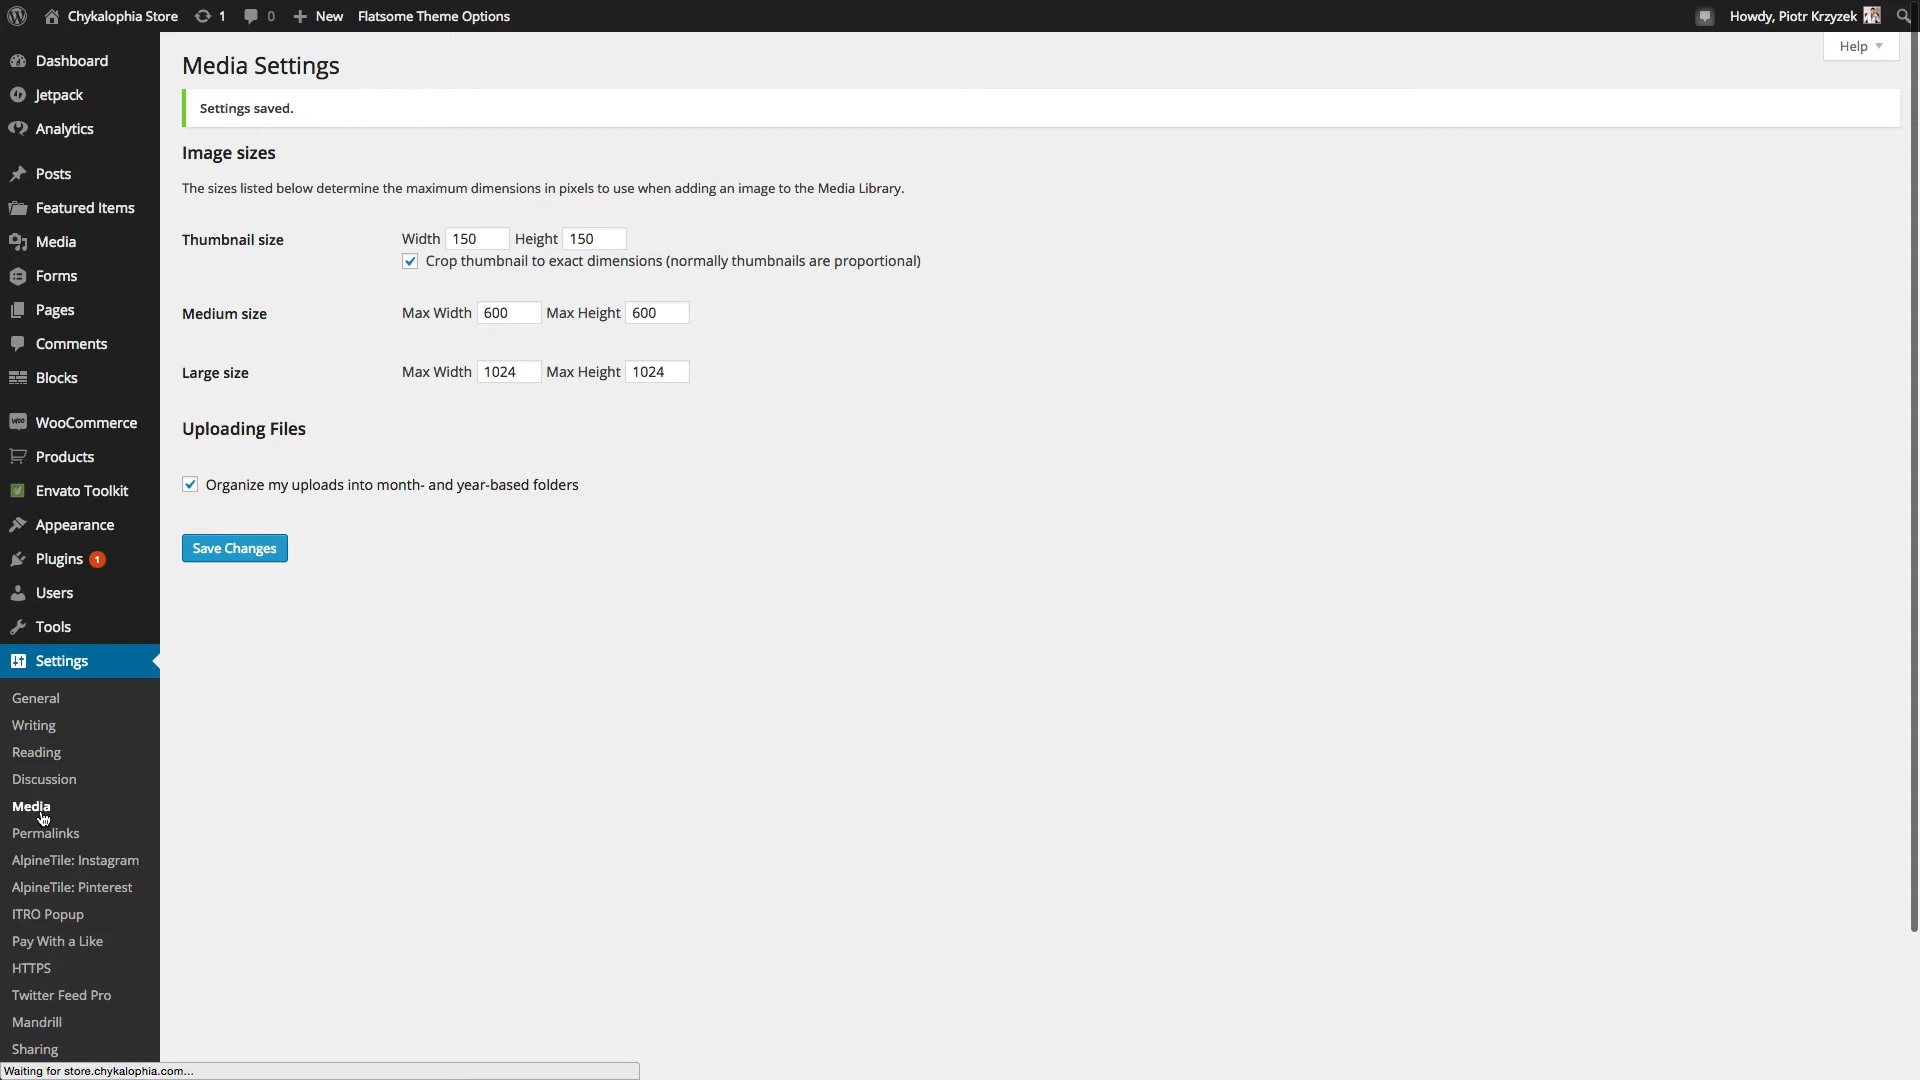 Chykalophia Store 1 0 New Flatsome Theme Options Howdy, Piotr Krzyzek
Help
Dashboard
Jetpack
Analytics
Posts
Featured Items
Media
Forms
Pages
Comments
Blocks
WooCommerce
Products
Envato Toolkit
Appearance
Plugins 1
Users
Tools
Settings
General
Writing
Reading
Discussion
Media
Permalinks
AlpineTile: Instagram
AlpineTile: Pinterest
ITRO Popup
Pay With a Like
HTTPS
Twitter Feed Pro
Mandrill
Sharing
Media Settings
Settings saved.
Image sizes
The sizes listed below determine the maximum dimensions in pixels to use when adding an image to the Media Library.
Thumbnail size Width 150 Height 150
Crop thumbnail to exact dimensions (normally thumbnails are proportional)
Medium size Max Width 600 Max Height 600
Large size Max Width 1024 Max Height 1024
Uploading Files
Organize my uploads into month- and year-based folders
Save Changes
Waiting for store.chykalophia.com...